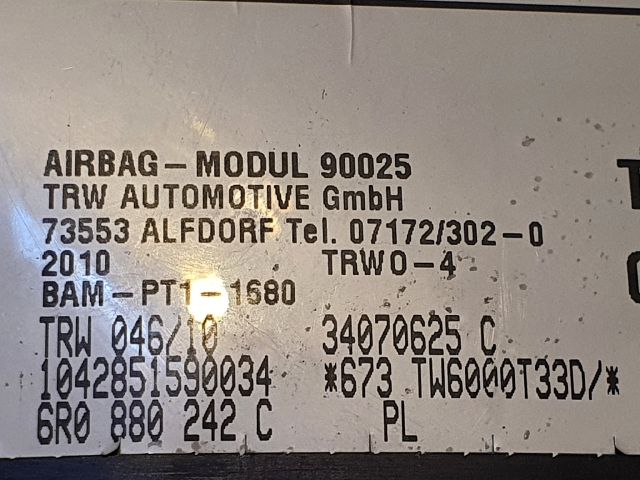 AIRBAG – MODUL 90025
TRW AUTOMOTIVE GmbH
73553 ALFDORF Tel. 07172/302 – 0
2010 TRWO – 4
BAM – PT1 – 1680
TRW 046/10 34070625 C
1042851590034 *673 TW6000T33D/*
6R0 880 242 C PL